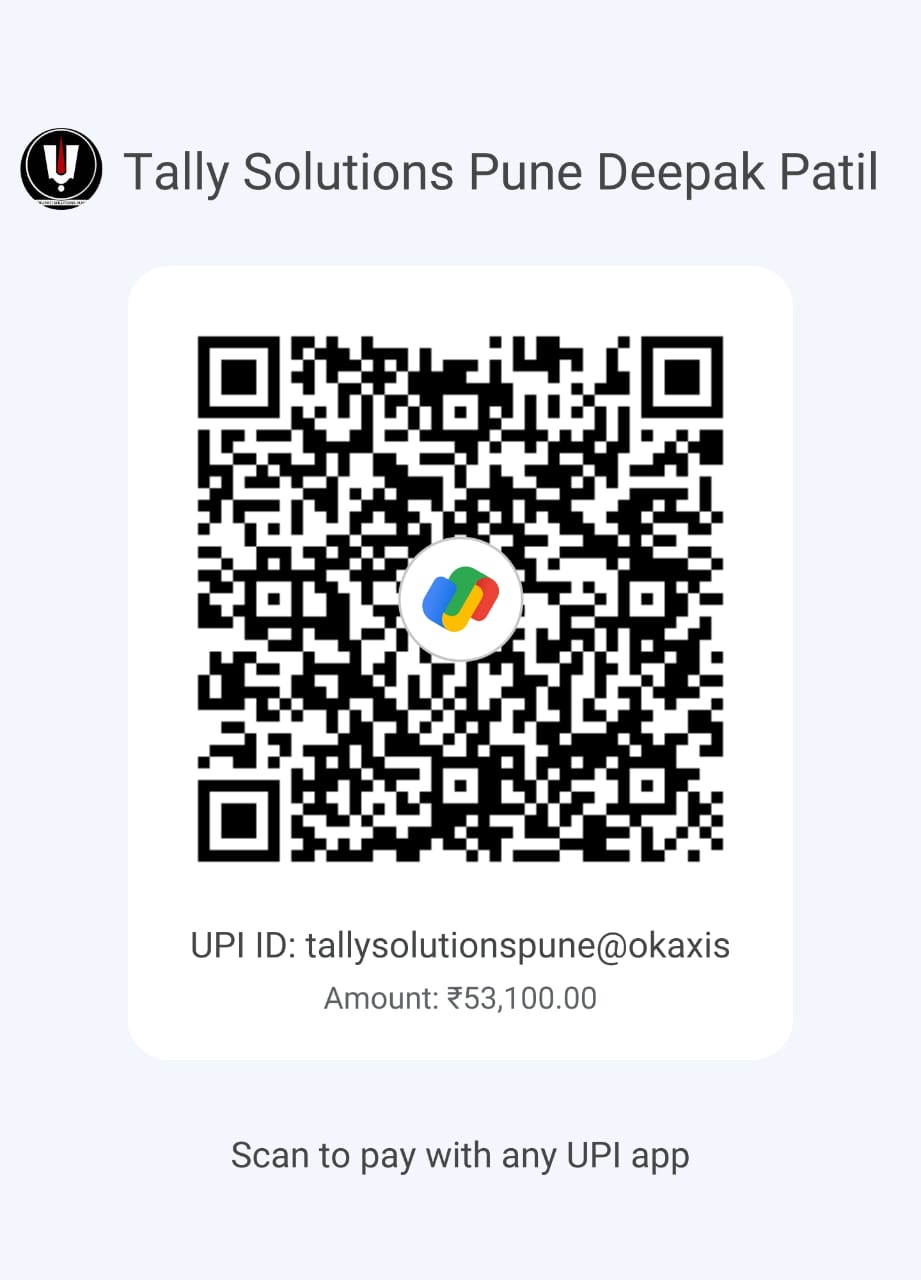 Tally Solutions Pune Deepak Patil
UPI ID: tallysolutionspune@okaxis
Amount: ₹53,100.00
Scan to pay with any UPI app